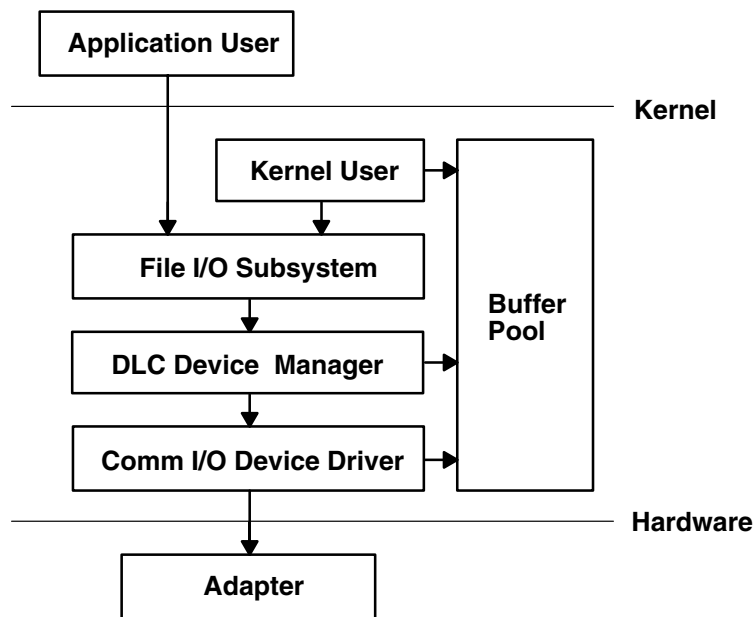 Application User
Kernel
Kernel User
File I/O Subsystem
Buffer
Pool
DLC Device Manager
Comm I/O Device Driver
Hardware
Adapter